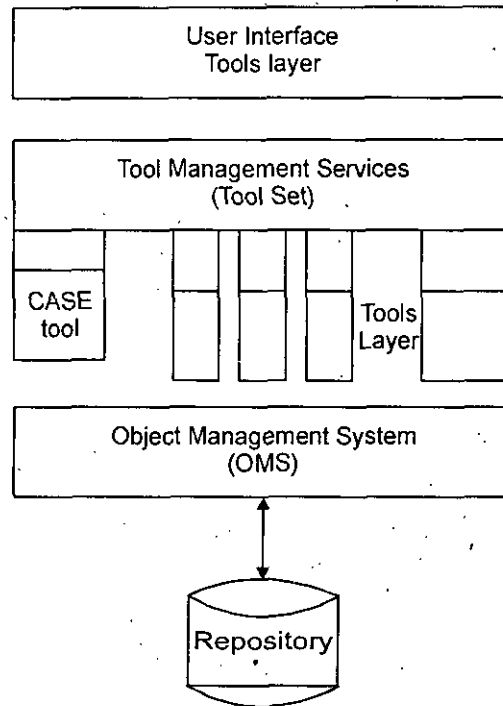 User Interface
Tools layer
Tool Management Services
(Tool Set)
CASE
tool
Tools
Layer
Object Management System
(OMS)
Repository